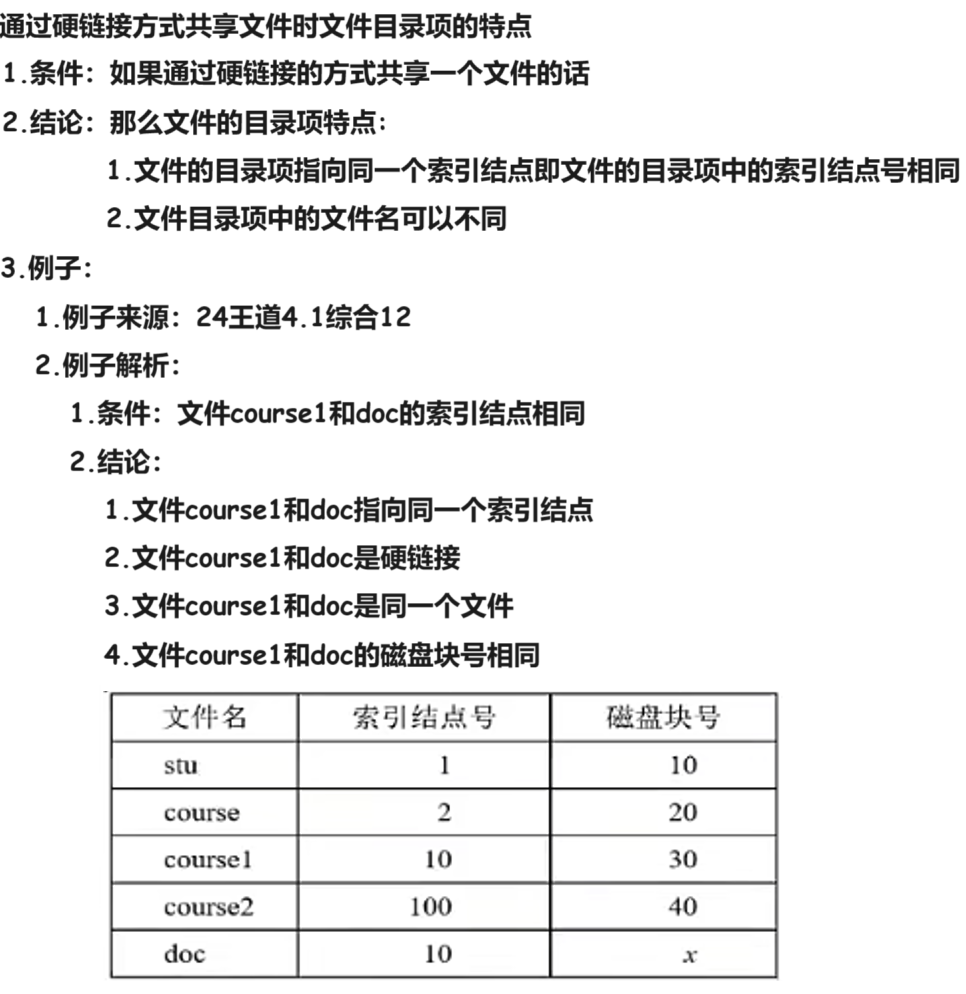 通过硬链接方式共享文件时文件目录项的特点
1.条件：如果通过硬链接的方式共享一个文件的话
2.结论：那么文件的目录项特点：
1.文件的目录项指向同一个索引结点即文件的目录项中的索引结点号相同
2.文件目录项中的文件名可以不同
3.例子：
1.例子来源：24王道4.1综合12
2.例子解析：
1.条件：文件course1和doc的索引结点相同
2.结论：
1.文件course1和doc指向同一个索引结点
2.文件course1和doc是硬链接
3.文件course1和doc是同一个文件
4.文件course1和doc的磁盘块号相同
文件名 索引结点号 磁盘块号
stu 1 10
course 2 20
course1 10 30
course2 100 40
doc 10 x